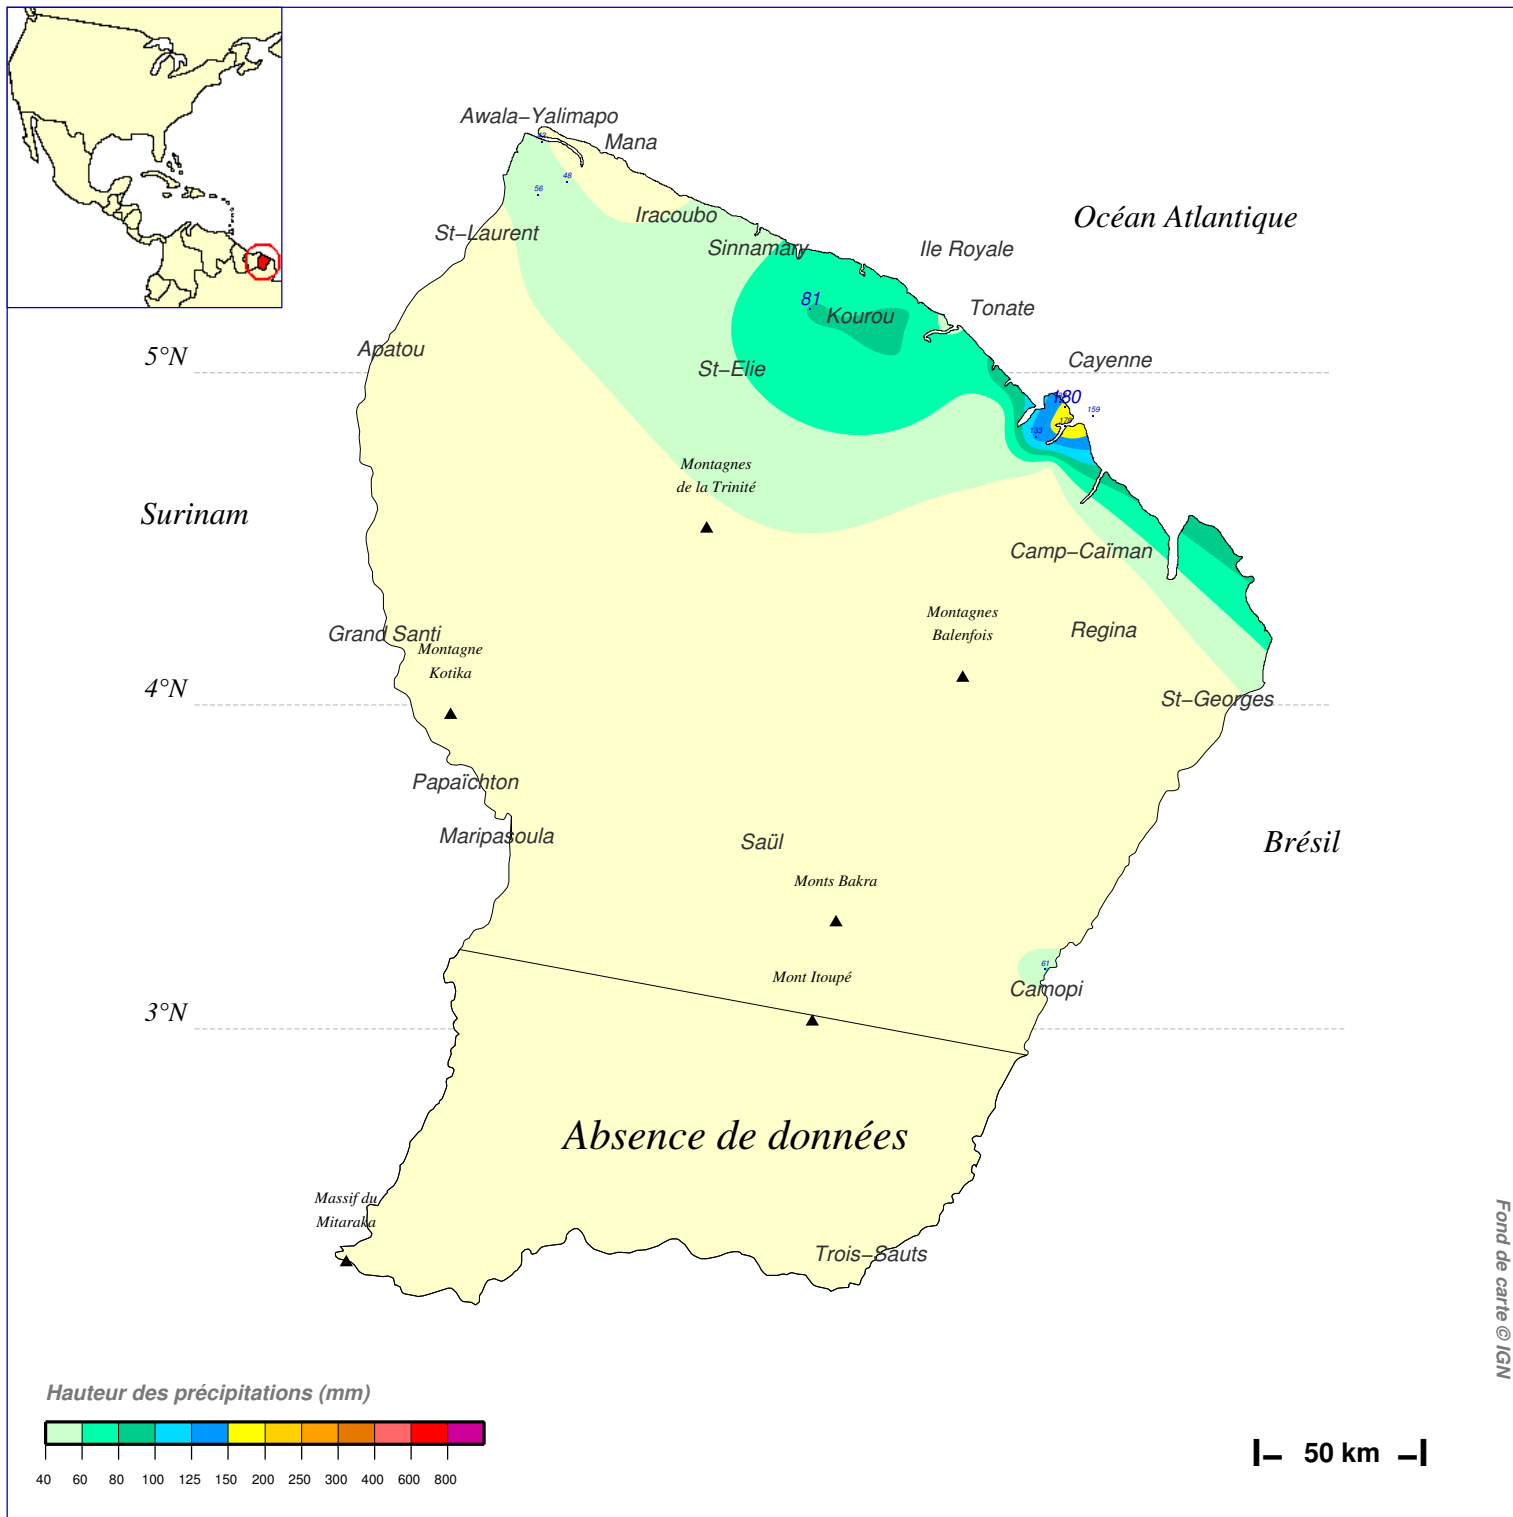 Awala−Yalimapo
Mana
48
56
Iracoubo
St−Laurent
Sinnamary
Océan Atlantique
Ile Royale
81
Kourou
Tonate
5°N
Apatou
St−Elie
Cayenne
180
159
133
Montagnes
de la Trinité
Surinam
Camp−Caïman
Montagnes
Balenfois
Regina
Grand Santi
Montagne
Kotika
4°N
St−Georges
Papaïchton
Maripasoula
Saül
Brésil
Monts Bakra
61
Mont Itoupé
Camopi
3°N
Absence de données
Massif du
Mitaraka
Trois−Sauts
Fond de carte © IGN
Hauteur des précipitations (mm)
40 60 80 100 125 150 200 250 300 400 600 800
50 km